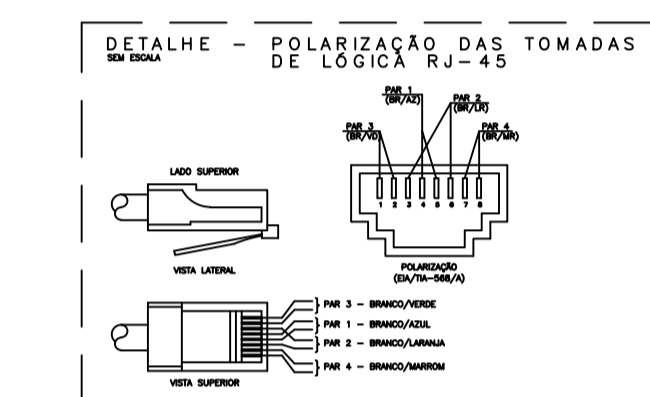 DETALHE - POLARIZAÇÃO DAS TOMADAS
DE LÓGICA RJ-45
SEM ESCALA
PAR 1
(BR/AZ)
PAR 2
(BR/LR)
PAR 3
(BR/VD)
PAR 4
(BR/MR)
1 2 3 4 5 6 7 8
LADO SUPERIOR
VISTA LATERAL
POLARIZAÇÃO
(EIA/TIA-568/A)
PAR 3 - BRANCO/VERDE
PAR 1 - BRANCO/AZUL
PAR 2 - BRANCO/LARANJA
PAR 4 - BRANCO/MARROM
VISTA SUPERIOR